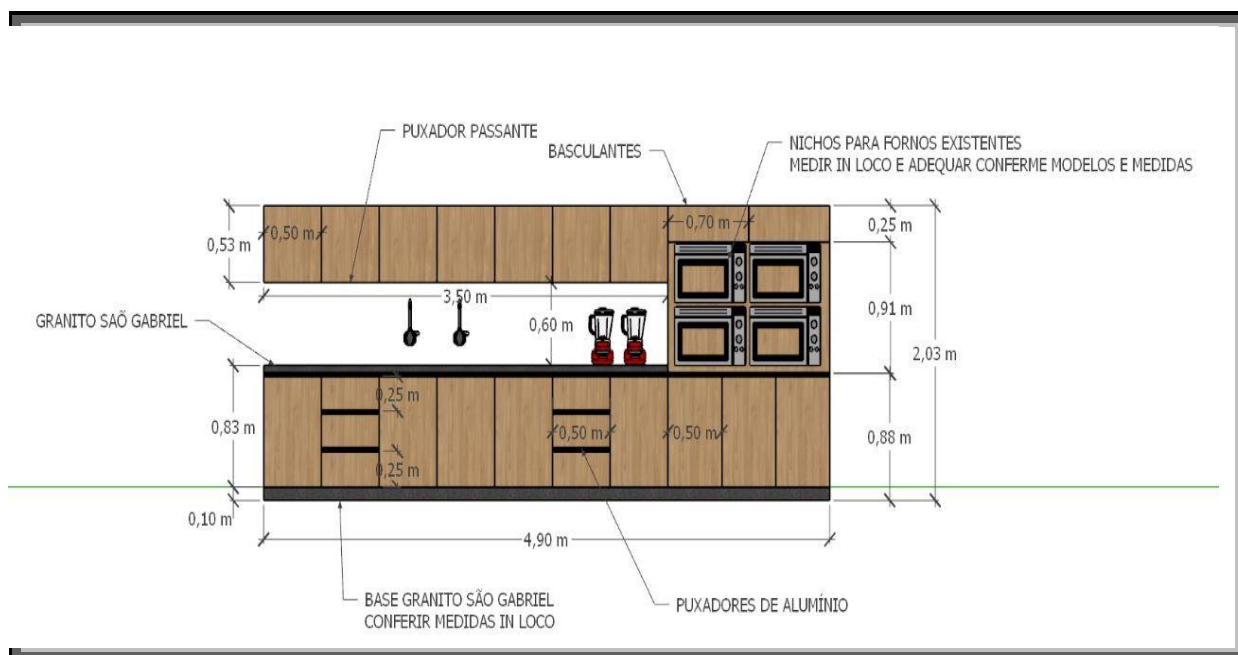 PUXADOR PASSANTE
BASCULANTES
NICHOS PARA FORNOS EXISTENTES
MEDIR IN LOCO E ADEQUAR CONFERME MODELOS E MEDIDAS
0,53 m
0,50 m
0,70 m
0,25 m
3,50 m
GRANITO SAÕ GABRIEL
0,60 m
0,91 m
2,03 m
0,25 m
0,83 m
0,50 m
0,50 m
0,88 m
0,25 m
0,10 m
4,90 m
BASE GRANITO SÃO GABRIEL
CONFERIR MEDIDAS IN LOCO
PUXADORES DE ALUMÍNIO